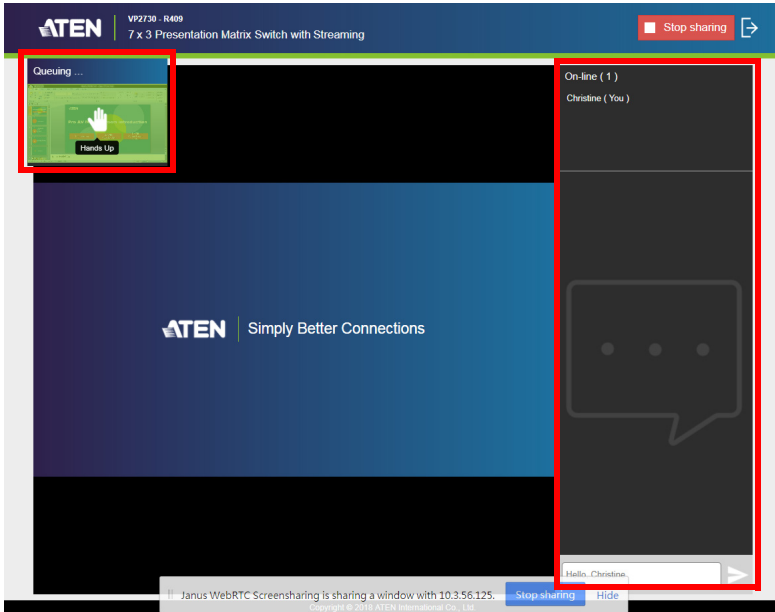 ATEN
VP2730 - R409
7 x 3 Presentation Matrix Switch with Streaming
Stop sharing
Queuing ...
Hands Up
On-line ( 1 )
Christine ( You )
ATEN
Simply Better Connections
Hello, Christine
Janus WebRTC Screensharing is sharing a window with 10.3.56.125.
Stop sharing
Hide
Copyright © 2018 ATEN International Co., Ltd.